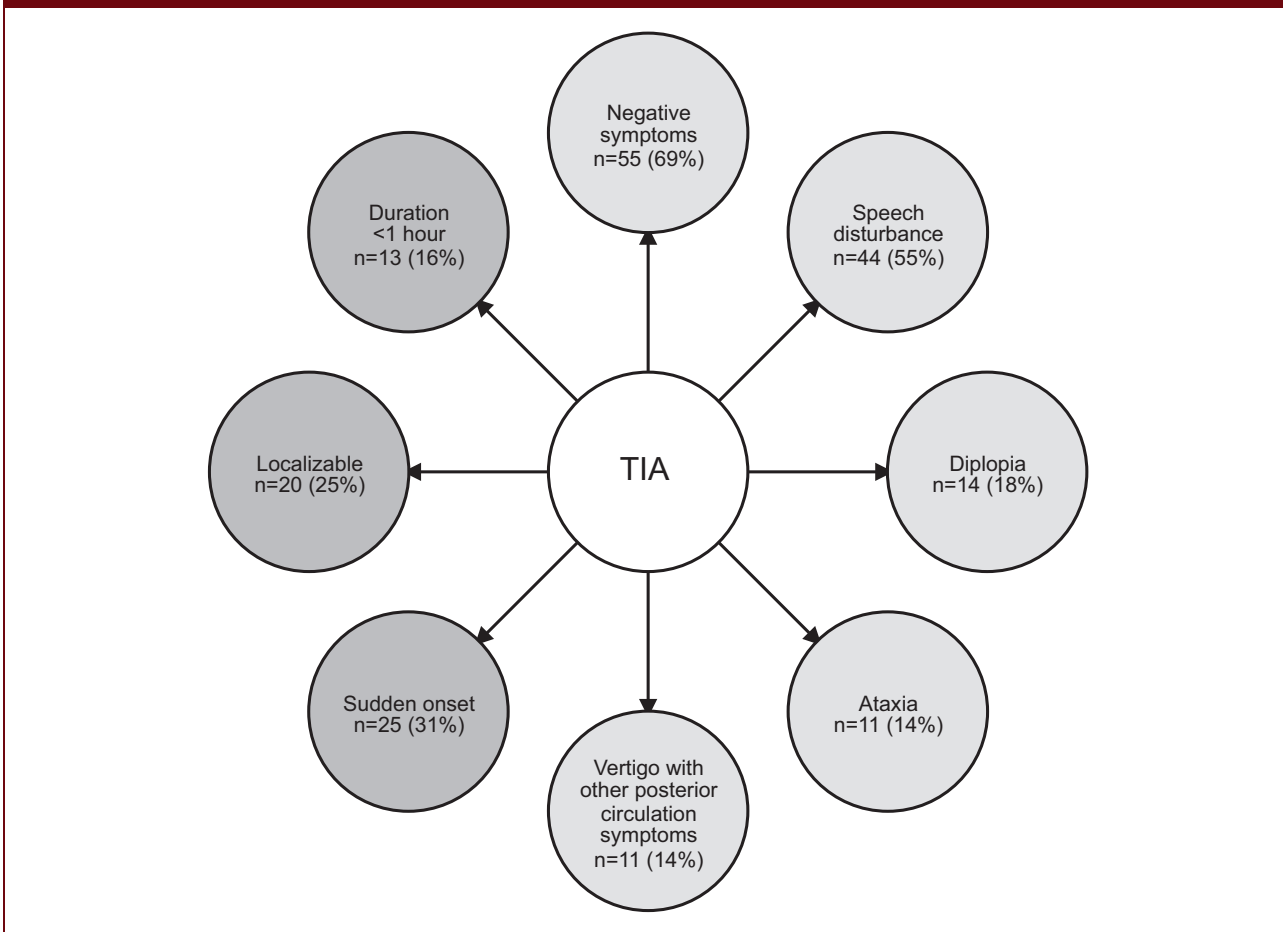 Negative
symptoms
n=55 (69%)
Duration
<1 hour
n=13 (16%)
Speech
disturbance
n=44 (55%)
Localizable
n=20 (25%)
TIA
Diplopia
n=14 (18%)
Sudden onset
n=25 (31%)
Ataxia
n=11 (14%)
Vertigo with
other posterior
circulation
symptoms
n=11 (14%)